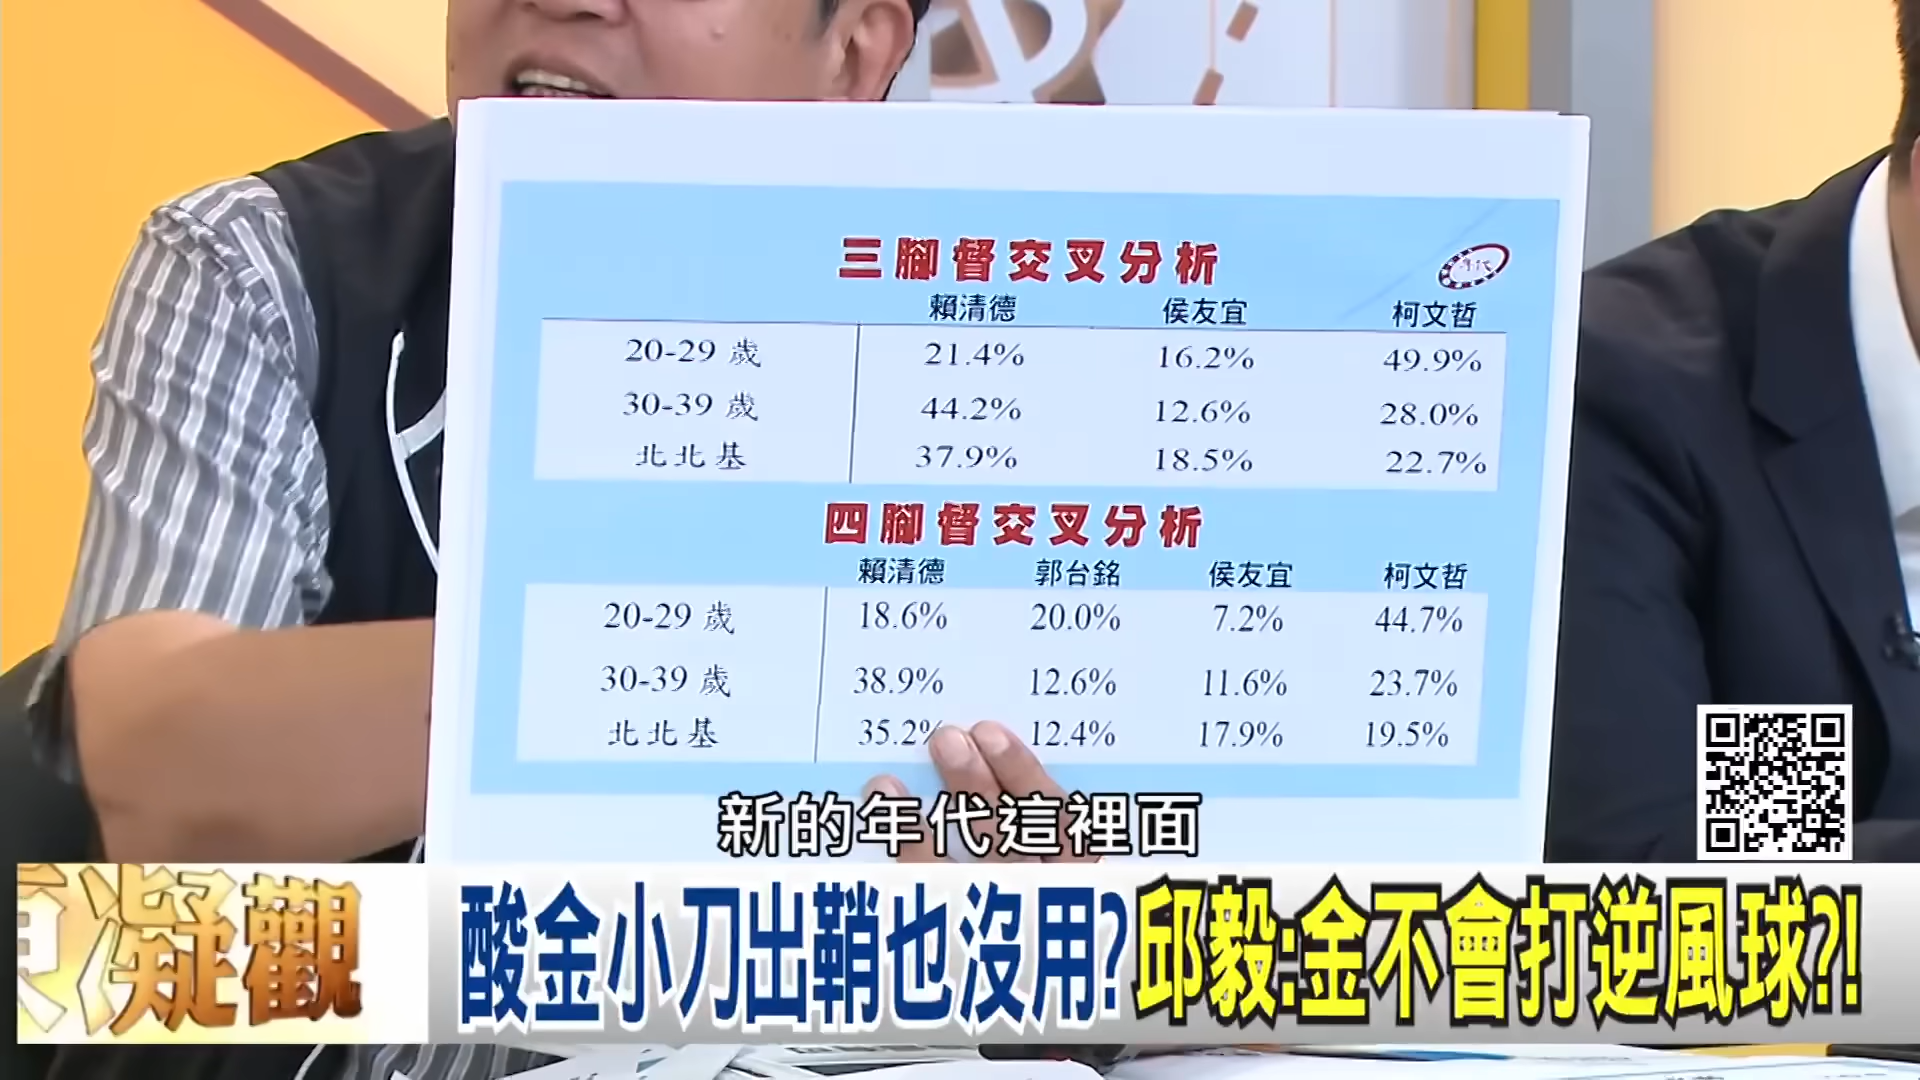 三腳督交叉分析
年代
賴清德 侯友宜 柯文哲
20-29 歲 21.4% 16.2% 49.9%
30-39 歲 44.2% 12.6% 28.0%
北北基 37.9% 18.5% 22.7%
四腳督交叉分析
賴清德 郭台銘 侯友宜 柯文哲
20-29 歲 18.6% 20.0% 7.2% 44.7%
30-39 歲 38.9% 12.6% 11.6% 23.7%
北北基 35.2% 12.4% 17.9% 19.5%
新的年代這裡面
凝觀
酸金小刀出鞘也沒用?邱毅:金不會打逆風球?!